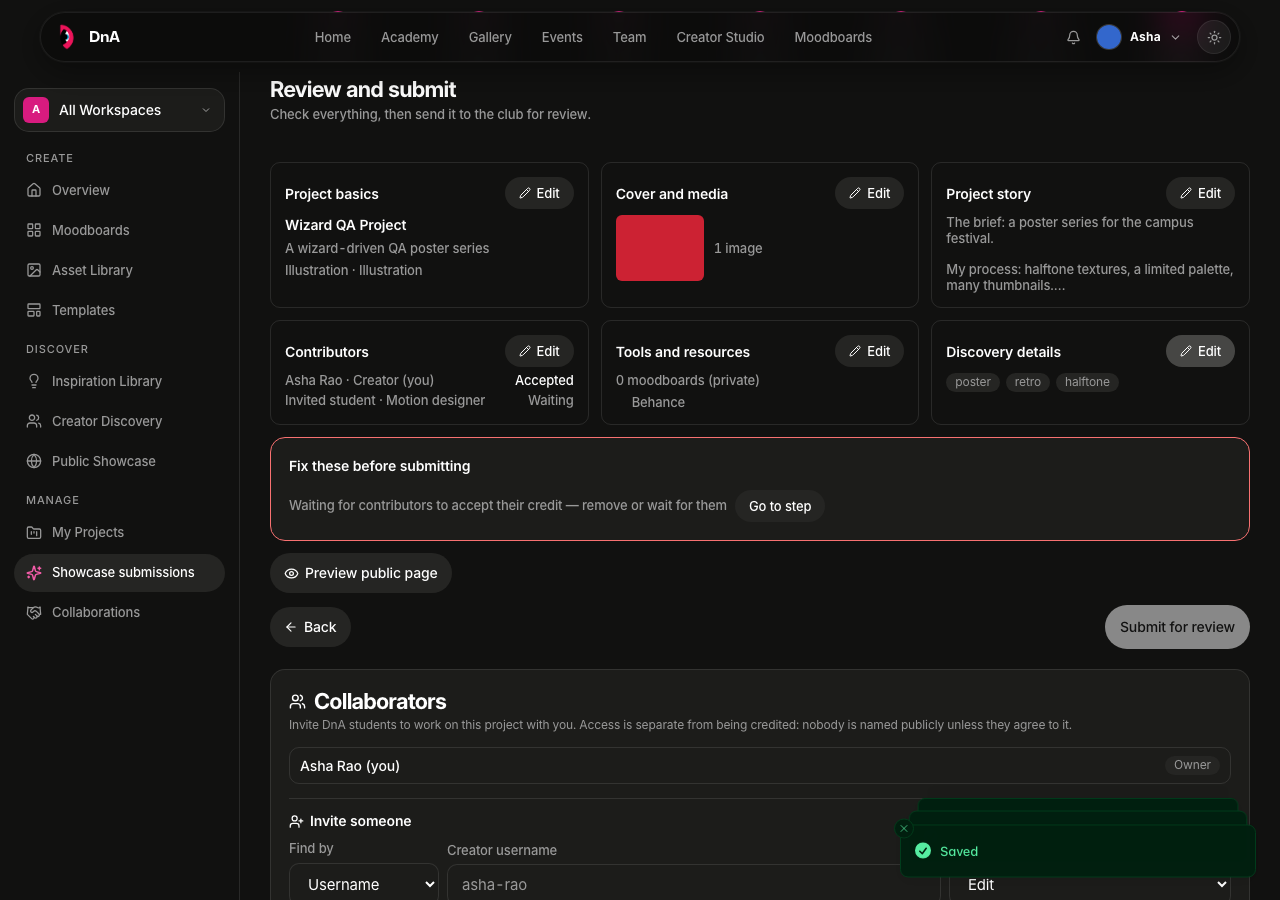 DnA
Home
Academy
Gallery
Events
Team
Creator Studio
Moodboards
Asha
A
All Workspaces
CREATE
Overview
Moodboards
Asset Library
Templates
DISCOVER
Inspiration Library
Creator Discovery
Public Showcase
MANAGE
My Projects
Showcase submissions
Collaborations
Review and submit
Check everything, then send it to the club for review.
Project basics
Edit
Wizard QA Project
A wizard-driven QA poster series
Illustration · Illustration
Cover and media
Edit
1 image
Project story
Edit
The brief: a poster series for the campus
festival.
My process: halftone textures, a limited palette,
many thumbnails....
Contributors
Edit
Asha Rao · Creator (you)
Accepted
Invited student · Motion designer
Waiting
Tools and resources
Edit
0 moodboards (private)
Behance
Discovery details
Edit
poster
retro
halftone
Fix these before submitting
Waiting for contributors to accept their credit — remove or wait for them
Go to step
Preview public page
Back
Submit for review
Collaborators
Invite DnA students to work on this project with you. Access is separate from being credited: nobody is named publicly unless they agree to it.
Asha Rao (you)
Owner
Invite someone
Find by
Creator username
Username
asha-rao
Edit
Saved